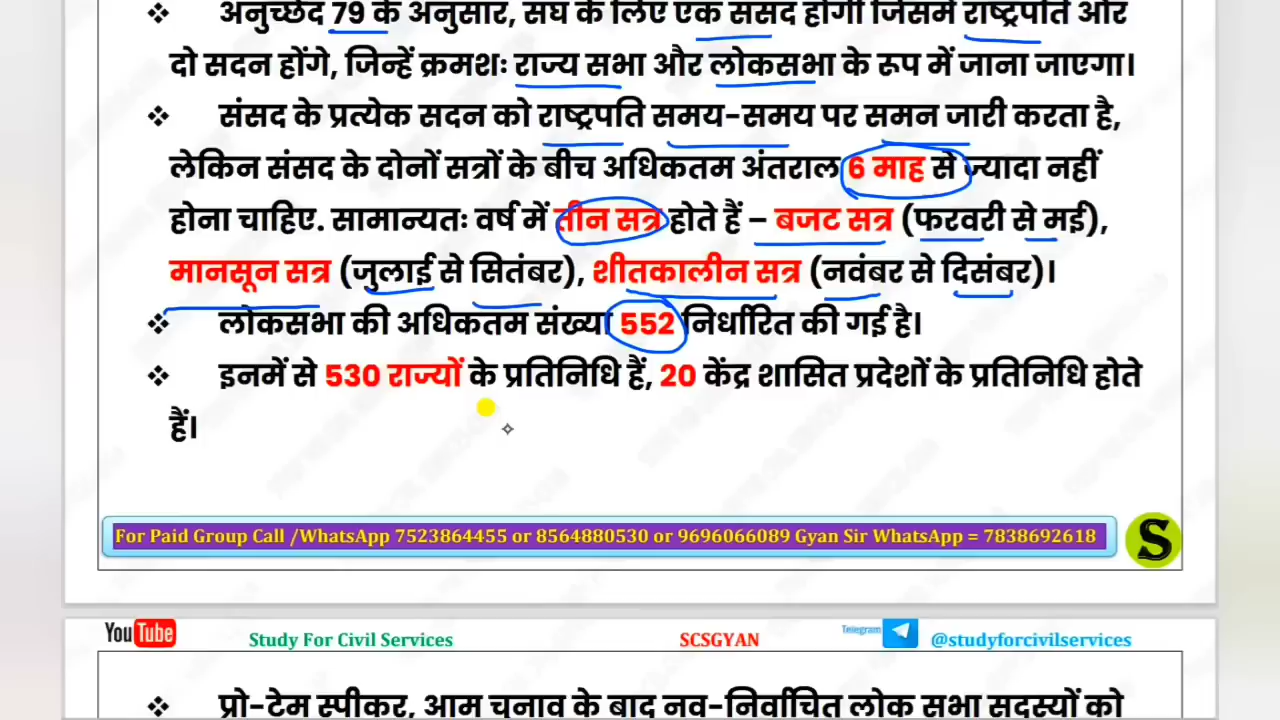 ❖ अनुच्छेद 79 के अनुसार, संघ के लिए एक संसद होगी जिसमें राष्ट्रपति और
दो सदन होंगे, जिन्हें क्रमशः राज्य सभा और लोकसभा के रूप में जाना जाएगा।
❖ संसद के प्रत्येक सदन को राष्ट्रपति समय-समय पर समन जारी करता है,
लेकिन संसद के दोनों सत्रों के बीच अधिकतम अंतराल 6 माह से ज्यादा नहीं
होना चाहिए. सामान्यतः वर्ष में तीन सत्र होते हैं – बजट सत्र (फरवरी से मई),
मानसून सत्र (जुलाई से सितंबर), शीतकालीन सत्र (नवंबर से दिसंबर)।
❖ लोकसभा की अधिकतम संख्या 552 निर्धारित की गई है।
❖ इनमें से 530 राज्यों के प्रतिनिधि हैं, 20 केंद्र शासित प्रदेशों के प्रतिनिधि होते
हैं।
For Paid Group Call /WhatsApp 7523864455 or 8564880530 or 9696066089 Gyan Sir WhatsApp = 7838692618
S
YouTube Study For Civil Services SCSGYAN Telegram @studyforcivilservices
❖ प्रो-टेम स्पीकर, आम चुनाव के बाद नव-निर्वाचित लोक सभा सदस्यों को